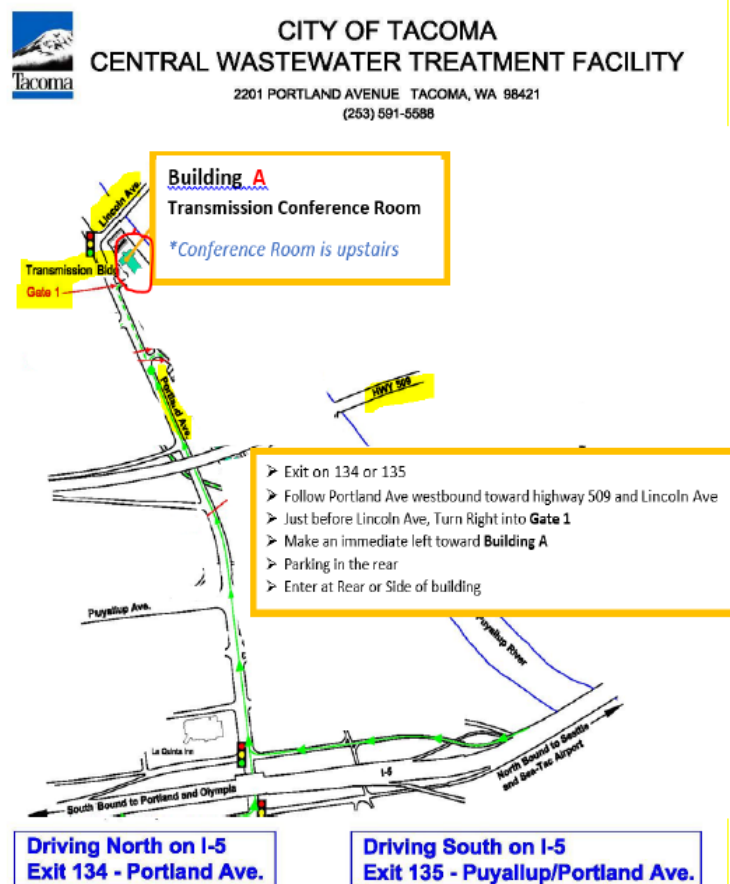 Tacoma
CITY OF TACOMA
CENTRAL WASTEWATER TREATMENT FACILITY
2201 PORTLAND AVENUE TACOMA, WA 98421
(253) 591-5588
Building A
Transmission Conference Room
*Conference Room is upstairs
Lincoln Ave.
Transmission Bldg
Gate 1
Portland Ave.
HWY 509
➢ Exit on 134 or 135
➢ Follow Portland Ave westbound toward highway 509 and Lincoln Ave
➢ Just before Lincoln Ave, Turn Right into Gate 1
➢ Make an immediate left toward Building A
➢ Parking in the rear
➢ Enter at Rear or Side of building
Puyallup Ave.
Puyallup River
La Quinta Inn
I-5
North Bound to Seattle
and Sea-Tac Airport
South Bound to Portland and Olympia
Driving North on I-5
Exit 134 - Portland Ave.
Driving South on I-5
Exit 135 - Puyallup/Portland Ave.